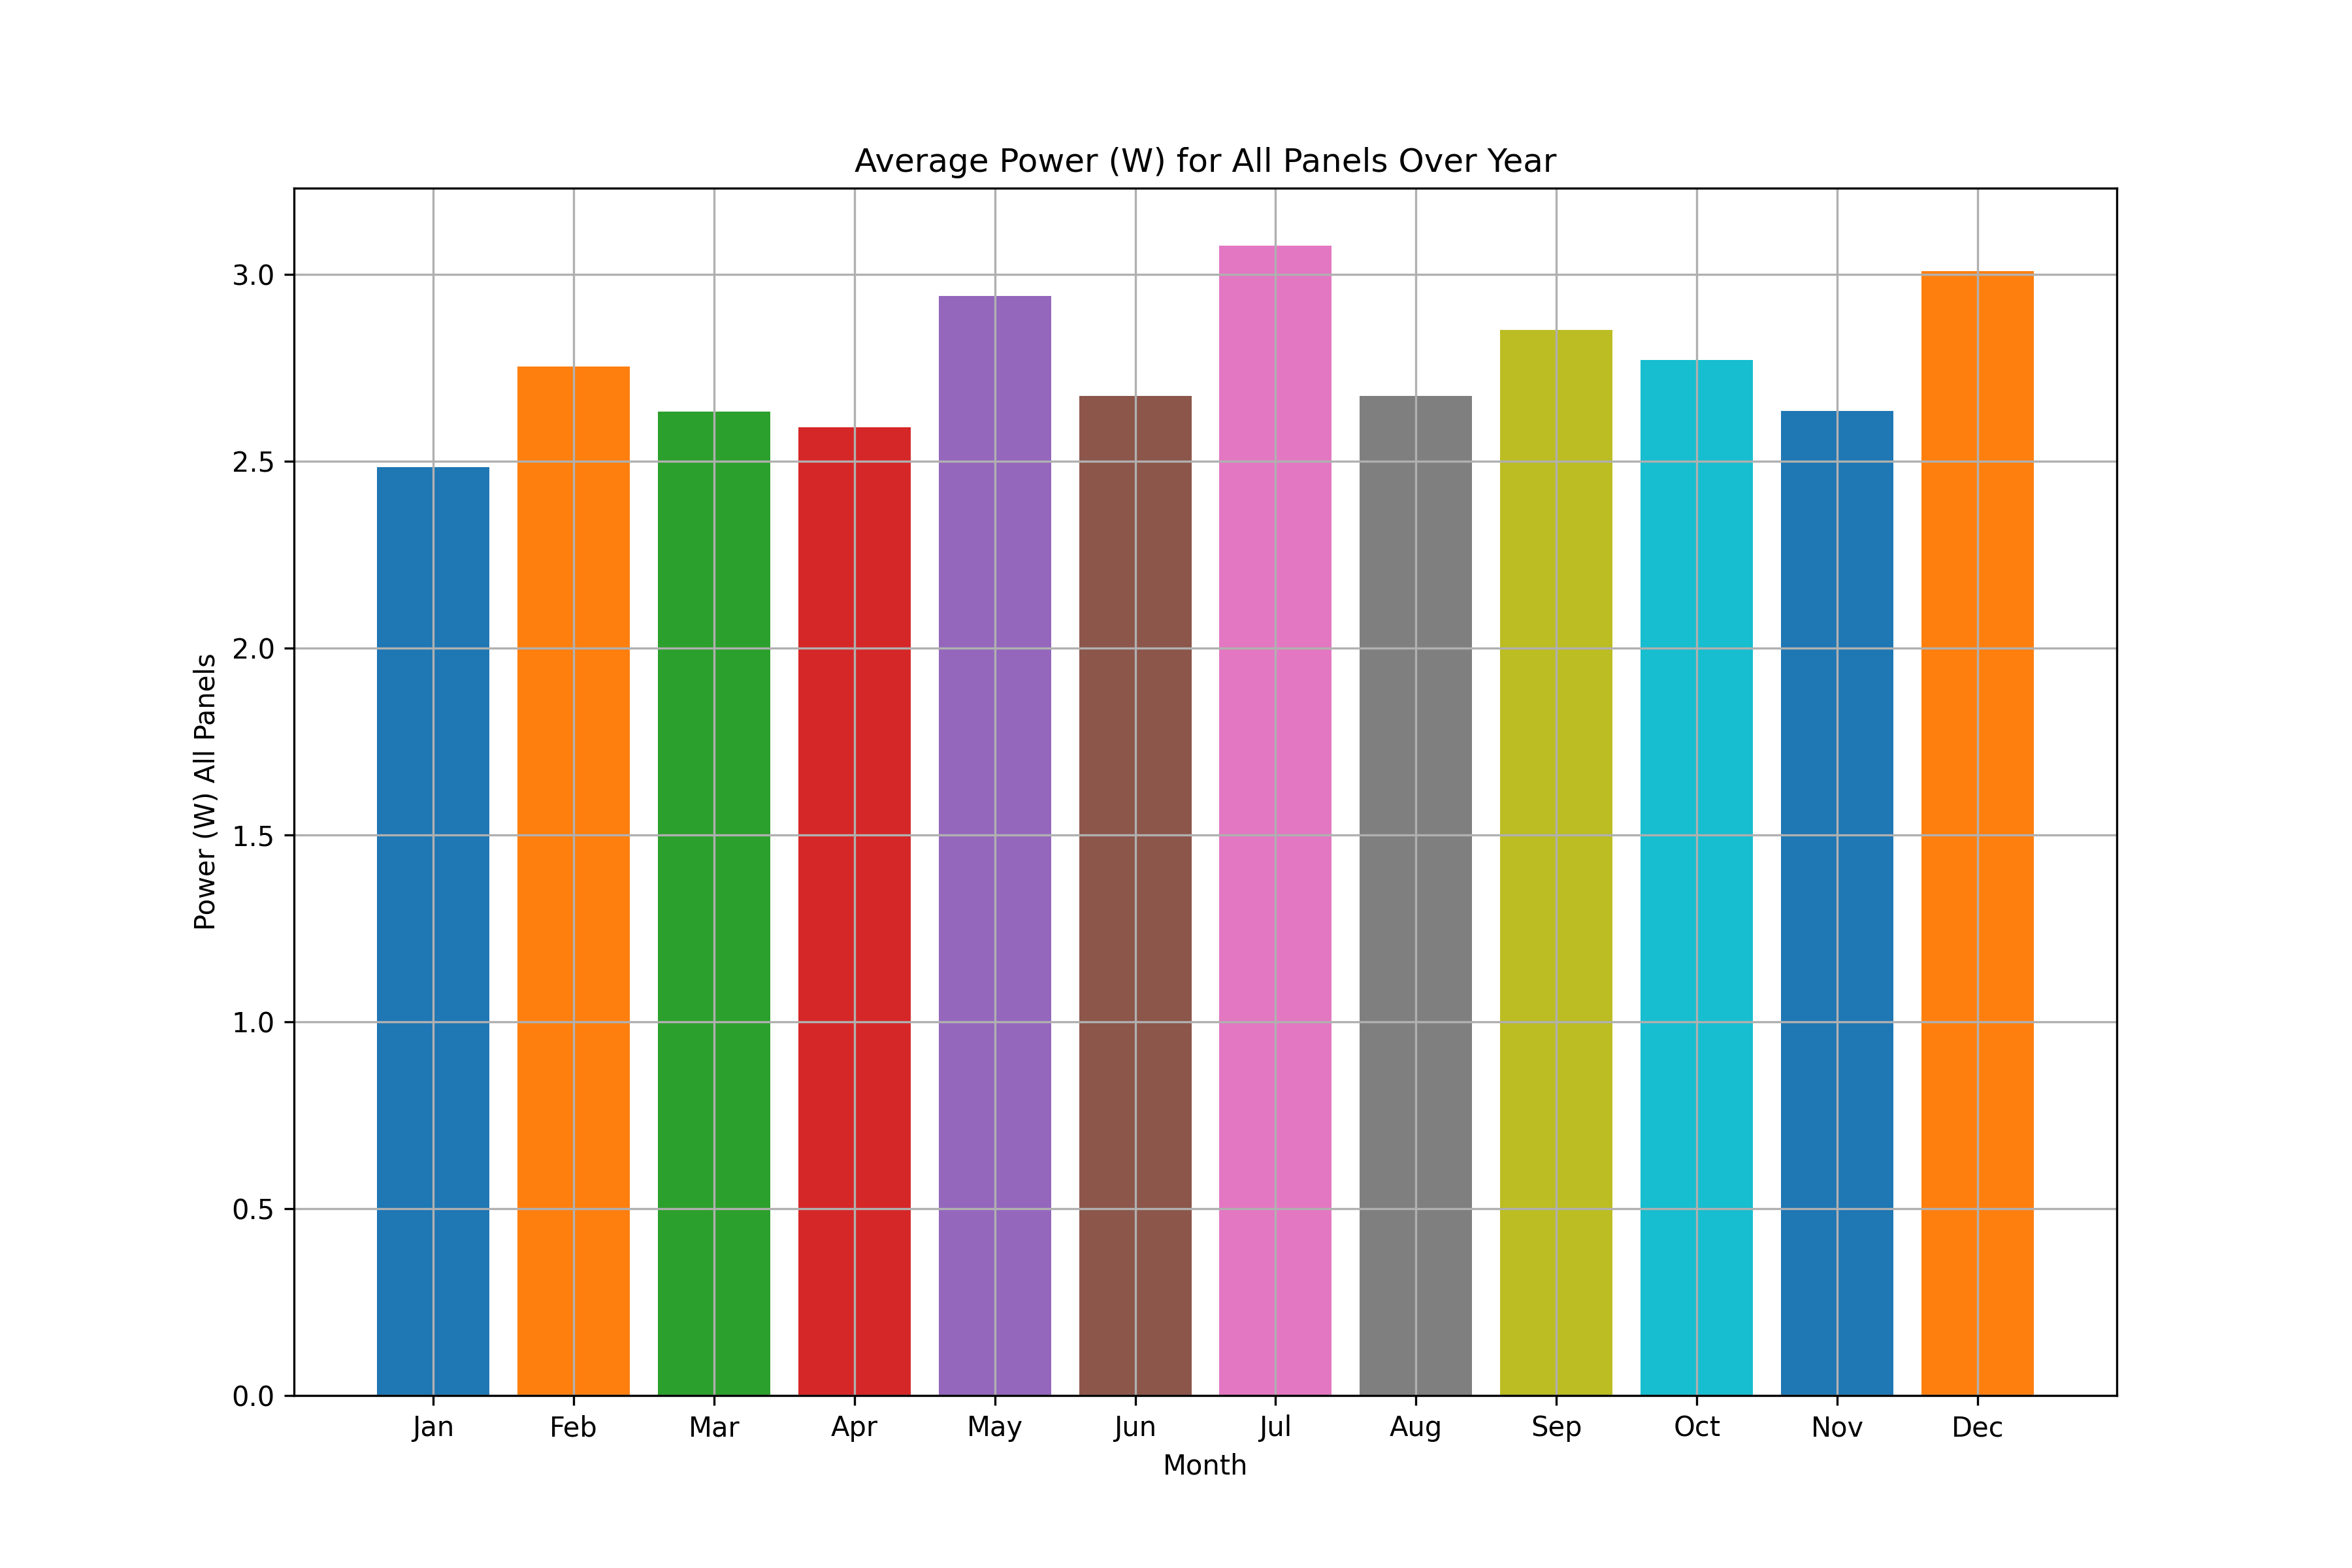 Average Power (W) for All Panels Over Year
Power (W) All Panels
3.0
2.5
2.0
1.5
1.0
0.5
0.0
Jan Feb Mar Apr May Jun Jul Aug Sep Oct Nov Dec
Month